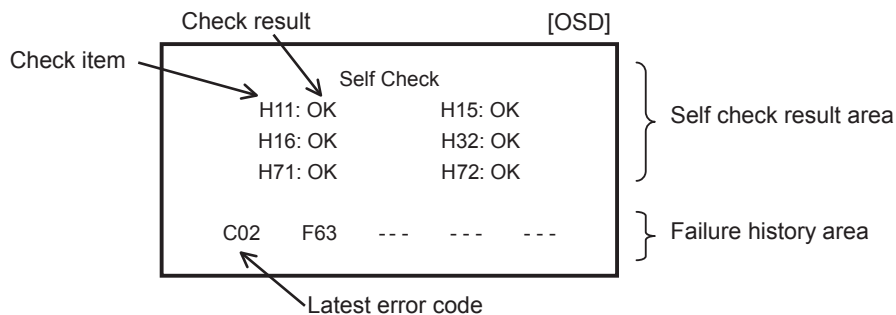 Check result [OSD]
Check item
Self Check
H11: OK H15: OK
H16: OK H32: OK
H71: OK H72: OK
Self check result area
C02 F63 - - - - - - - - -
Failure history area
Latest error code